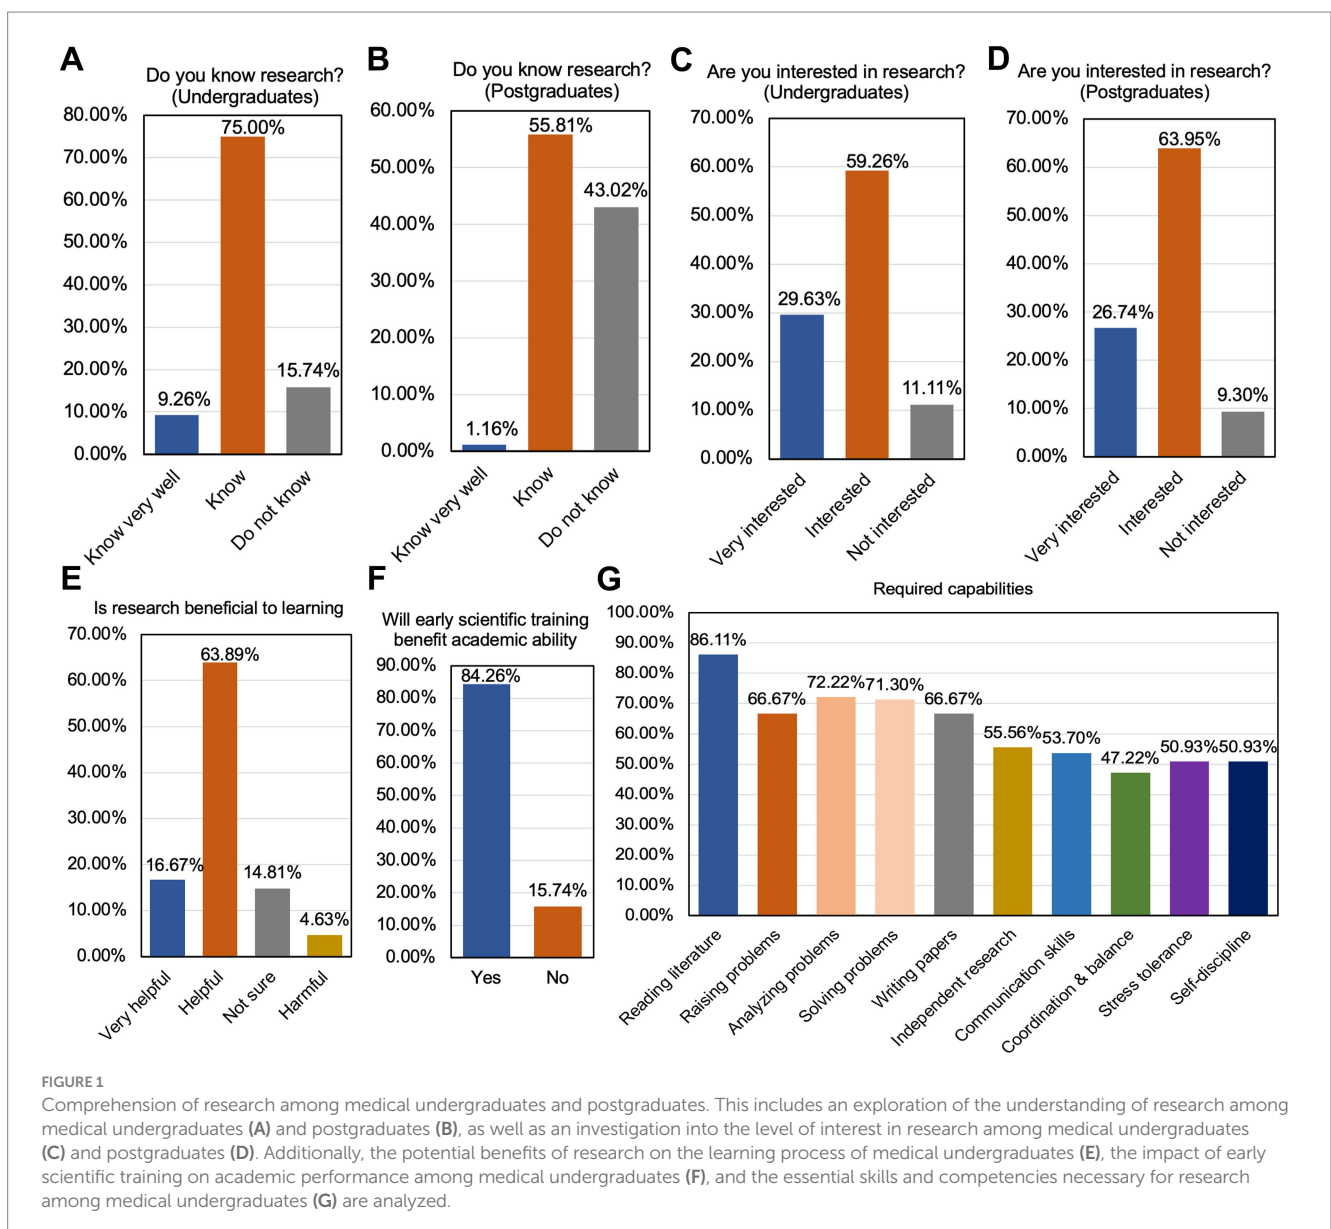 A
Do you know research?
(Undergraduates)
80.00%
70.00%
60.00%
50.00%
40.00%
30.00%
20.00%
10.00%
0.00%
9.26%
75.00%
15.74%
Know very well
Know
Do not know
B
Do you know research?
(Postgraduates)
60.00%
50.00%
40.00%
30.00%
20.00%
10.00%
0.00%
1.16%
55.81%
43.02%
Know very well
Know
Do not know
C
Are you interested in research?
(Undergraduates)
70.00%
60.00%
50.00%
40.00%
30.00%
20.00%
10.00%
0.00%
29.63%
59.26%
11.11%
Very interested
Interested
Not interested
D
Are you interested in research?
(Postgraduates)
70.00%
60.00%
50.00%
40.00%
30.00%
20.00%
10.00%
0.00%
26.74%
63.95%
9.30%
Very interested
Interested
Not interested
E
Is research beneficial to learning
70.00%
60.00%
50.00%
40.00%
30.00%
20.00%
10.00%
0.00%
16.67%
63.89%
14.81%
4.63%
Very helpful
Helpful
Not sure
Harmful
F
Will early scientific training
benefit academic ability
90.00%
80.00%
70.00%
60.00%
50.00%
40.00%
30.00%
20.00%
10.00%
0.00%
84.26%
15.74%
Yes
No
G
Required capabilities
100.00%
90.00%
80.00%
70.00%
60.00%
50.00%
40.00%
30.00%
20.00%
10.00%
0.00%
86.11%
66.67%
72.22%
71.30%
66.67%
55.56%
53.70%
47.22%
50.93%
50.93%
Reading literature
Raising problems
Analyzing problems
Solving problems
Writing papers
Independent research
Communication skills
Coordination & balance
Stress tolerance
Self-discipline
FIGURE 1
Comprehension of research among medical undergraduates and postgraduates. This includes an exploration of the understanding of research among
medical undergraduates (A) and postgraduates (B), as well as an investigation into the level of interest in research among medical undergraduates
(C) and postgraduates (D). Additionally, the potential benefits of research on the learning process of medical undergraduates (E), the impact of early
scientific training on academic performance among medical undergraduates (F), and the essential skills and competencies necessary for research
among medical undergraduates (G) are analyzed.